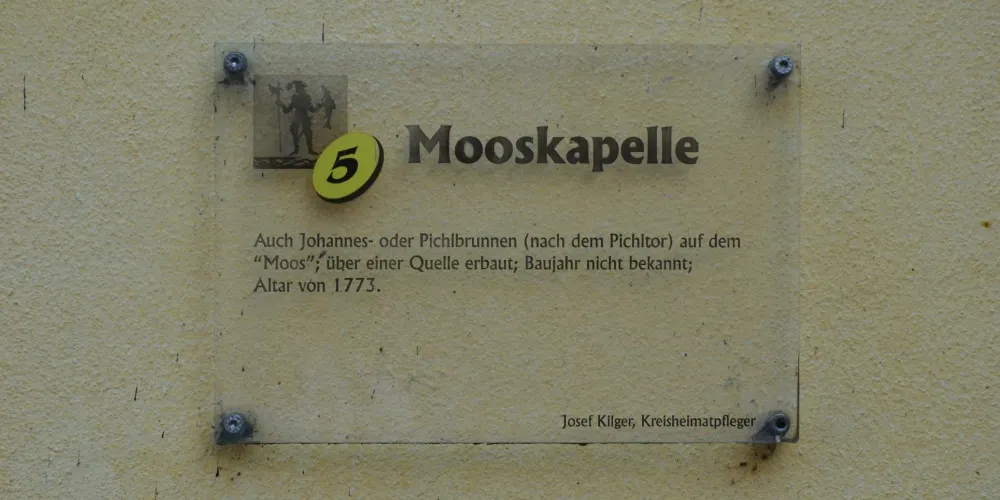 5
Mooskapelle
Auch Johannes- oder Pichlbrunnen (nach dem Pichltor) auf dem
“Moos”; über einer Quelle erbaut; Baujahr nicht bekannt;
Altar von 1773.
Josef Kilger, Kreisheimatpfleger